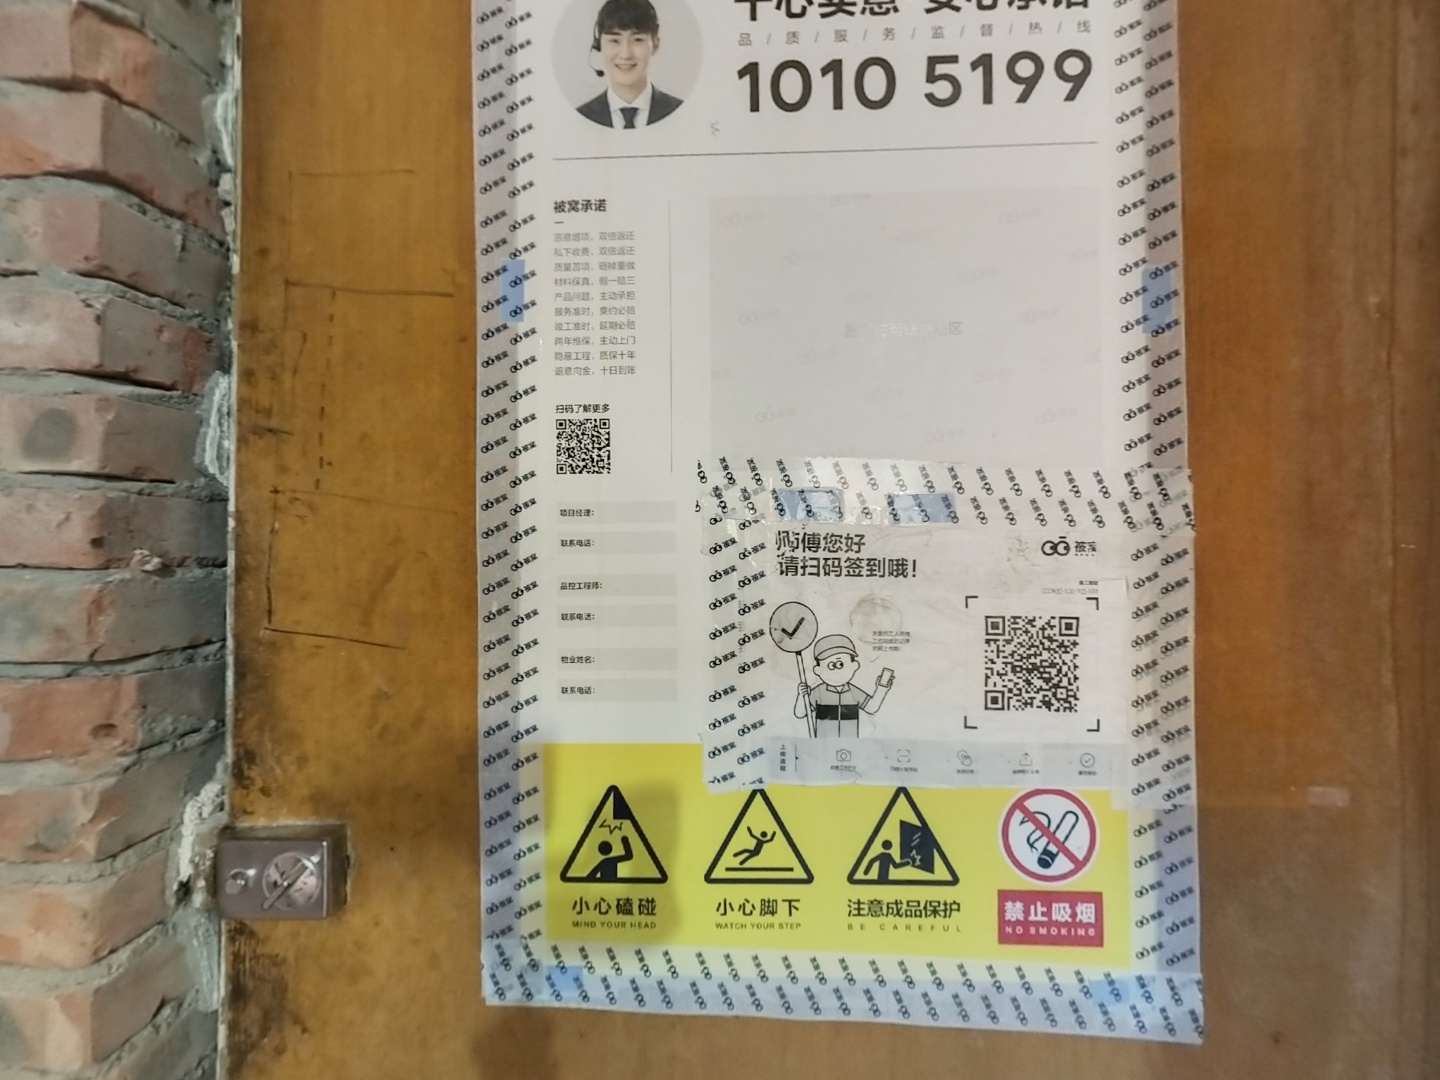 品/质/服/务/监/督/热/线
1010 5199
被窝承诺
恶意增项，双倍返还
私下收费，双倍返还
质量问题，砸掉重做
材料保真，假一赔三
产品问题，主动承担
服务准时，爽约必赔
竣工准时，延期必赔
两年维保，主动上门
隐蔽工程，质保十年
退意向金，十日到账
扫码了解更多
项目经理：
联系电话：
品控工程师：
联系电话：
物业姓名：
联系电话：
师傅您好
请扫码签到哦！
被窝
小心磕碰
MIND YOUR HEAD
小心脚下
WATCH YOUR STEP
注意成品保护
BE CAREFUL
禁止吸烟
NO SMOKING